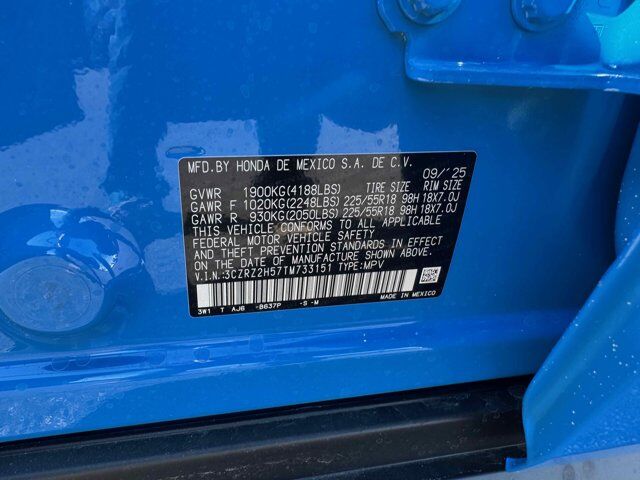 MFD.BY HONDA DE MEXICO S.A. DE C.V. 09/'25
GVWR 1900KG(4188LBS) TIRE SIZE RIM SIZE
GAWR F 1020KG(2248LBS) 225/55R18 98H 18X7.0J
GAWR R 930KG(2050LBS) 225/55R18 98H 18X7.0J
THIS VEHICLE CONFORMS TO ALL APPLICABLE
FEDERAL MOTOR VEHICLE SAFETY
AND THEFT PREVENTION STANDARDS IN EFFECT
ON THE DATE OF MANUFACTURE SHOWN ABOVE.
V.I.N.:3CZRZ2H57TM733151 TYPE:MPV
3W1 T AJ6 -B637P -S -M MADE IN MEXICO